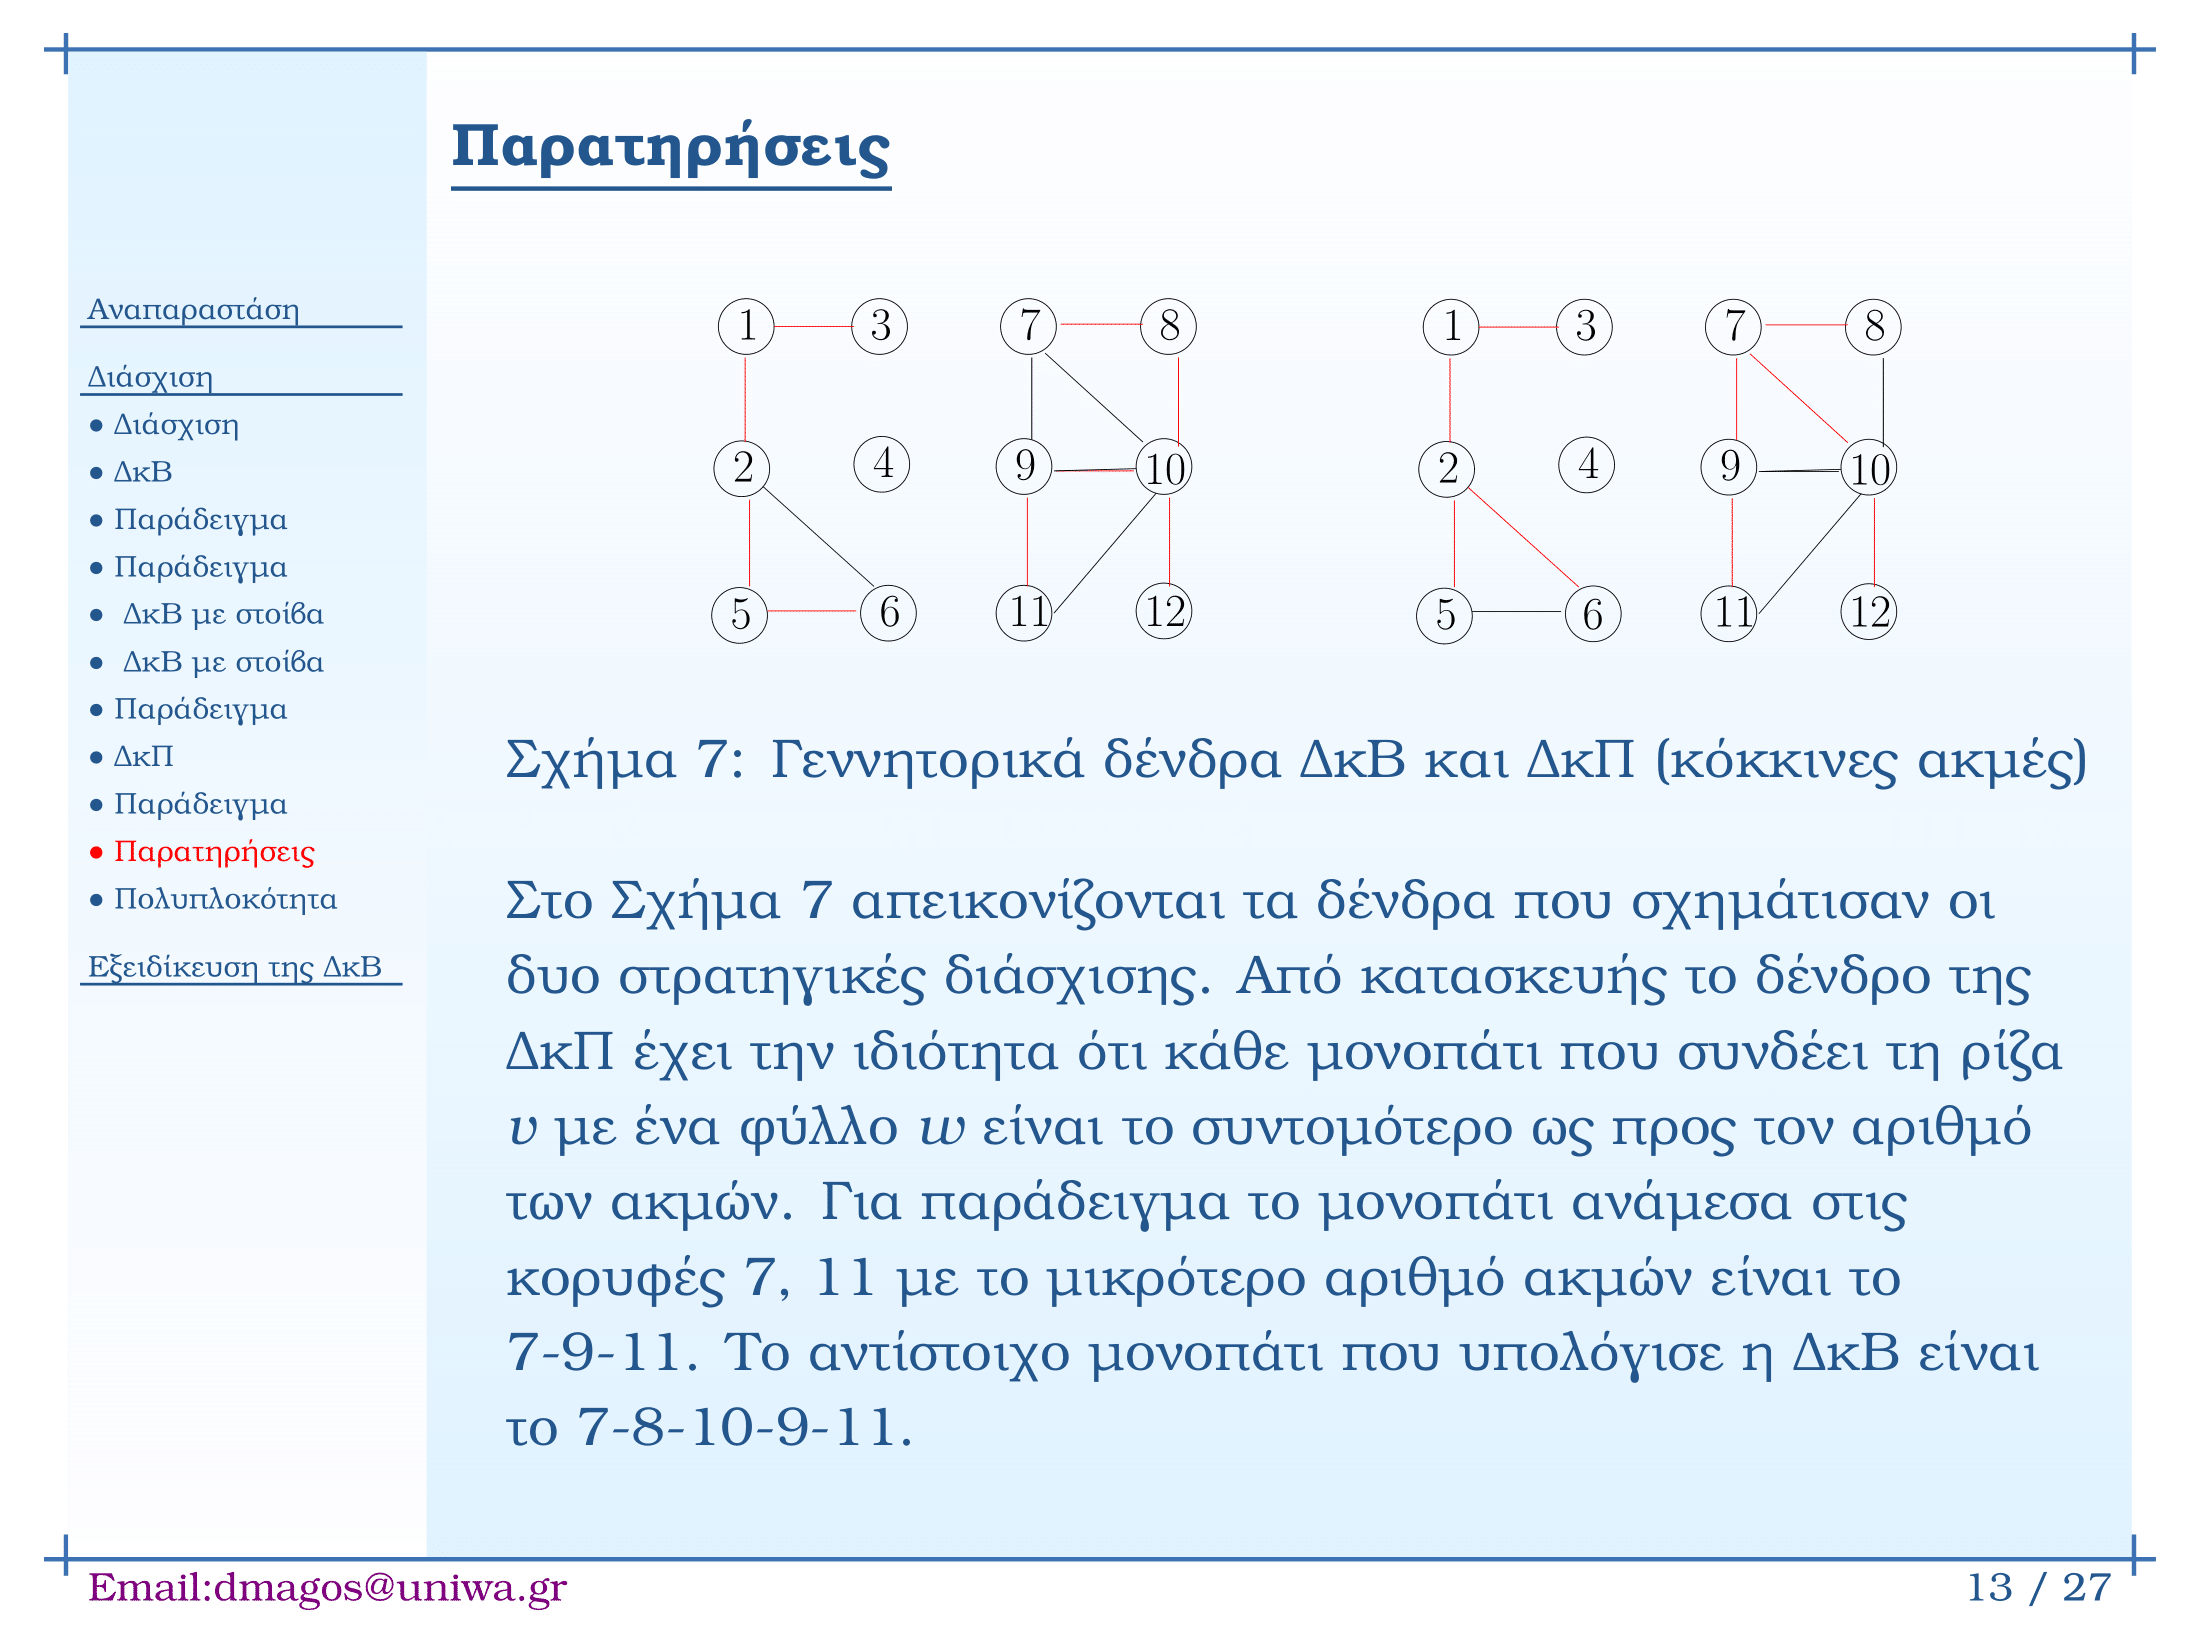 Παρατηρήσεις
Αναπαραστάση
Διάσχιση
• Διάσχιση
• ΔκΒ
• Παράδειγμα
• Παράδειγμα
• ΔκΒ με στοίβα
• ΔκΒ με στοίβα
• Παράδειγμα
• ΔκΠ
• Παράδειγμα
• Παρατηρήσεις
• Πολυπλοκότητα
Εξειδίκευση της ΔκΒ
1 3 7 8 1 3 7 8
2 4 9 10 2 4 9 10
5 6 11 12 5 6 11 12
Σχήμα 7: Γεννητορικά δένδρα ΔκΒ και ΔκΠ (κόκκινες ακμές)
Στο Σχήμα 7 απεικονίζονται τα δένδρα που σχημάτισαν οι
δυο στρατηγικές διάσχισης. Από κατασκευής το δένδρο της
ΔκΠ έχει την ιδιότητα ότι κάθε μονοπάτι που συνδέει τη ρίζα
v με ένα φύλλο w είναι το συντομότερο ως προς τον αριθμό
των ακμών. Για παράδειγμα το μονοπάτι ανάμεσα στις
κορυφές 7, 11 με το μικρότερο αριθμό ακμών είναι το
7-9-11. Το αντίστοιχο μονοπάτι που υπολόγισε η ΔκΒ είναι
το 7-8-10-9-11.
Email:dmagos@uniwa.gr
13 / 27